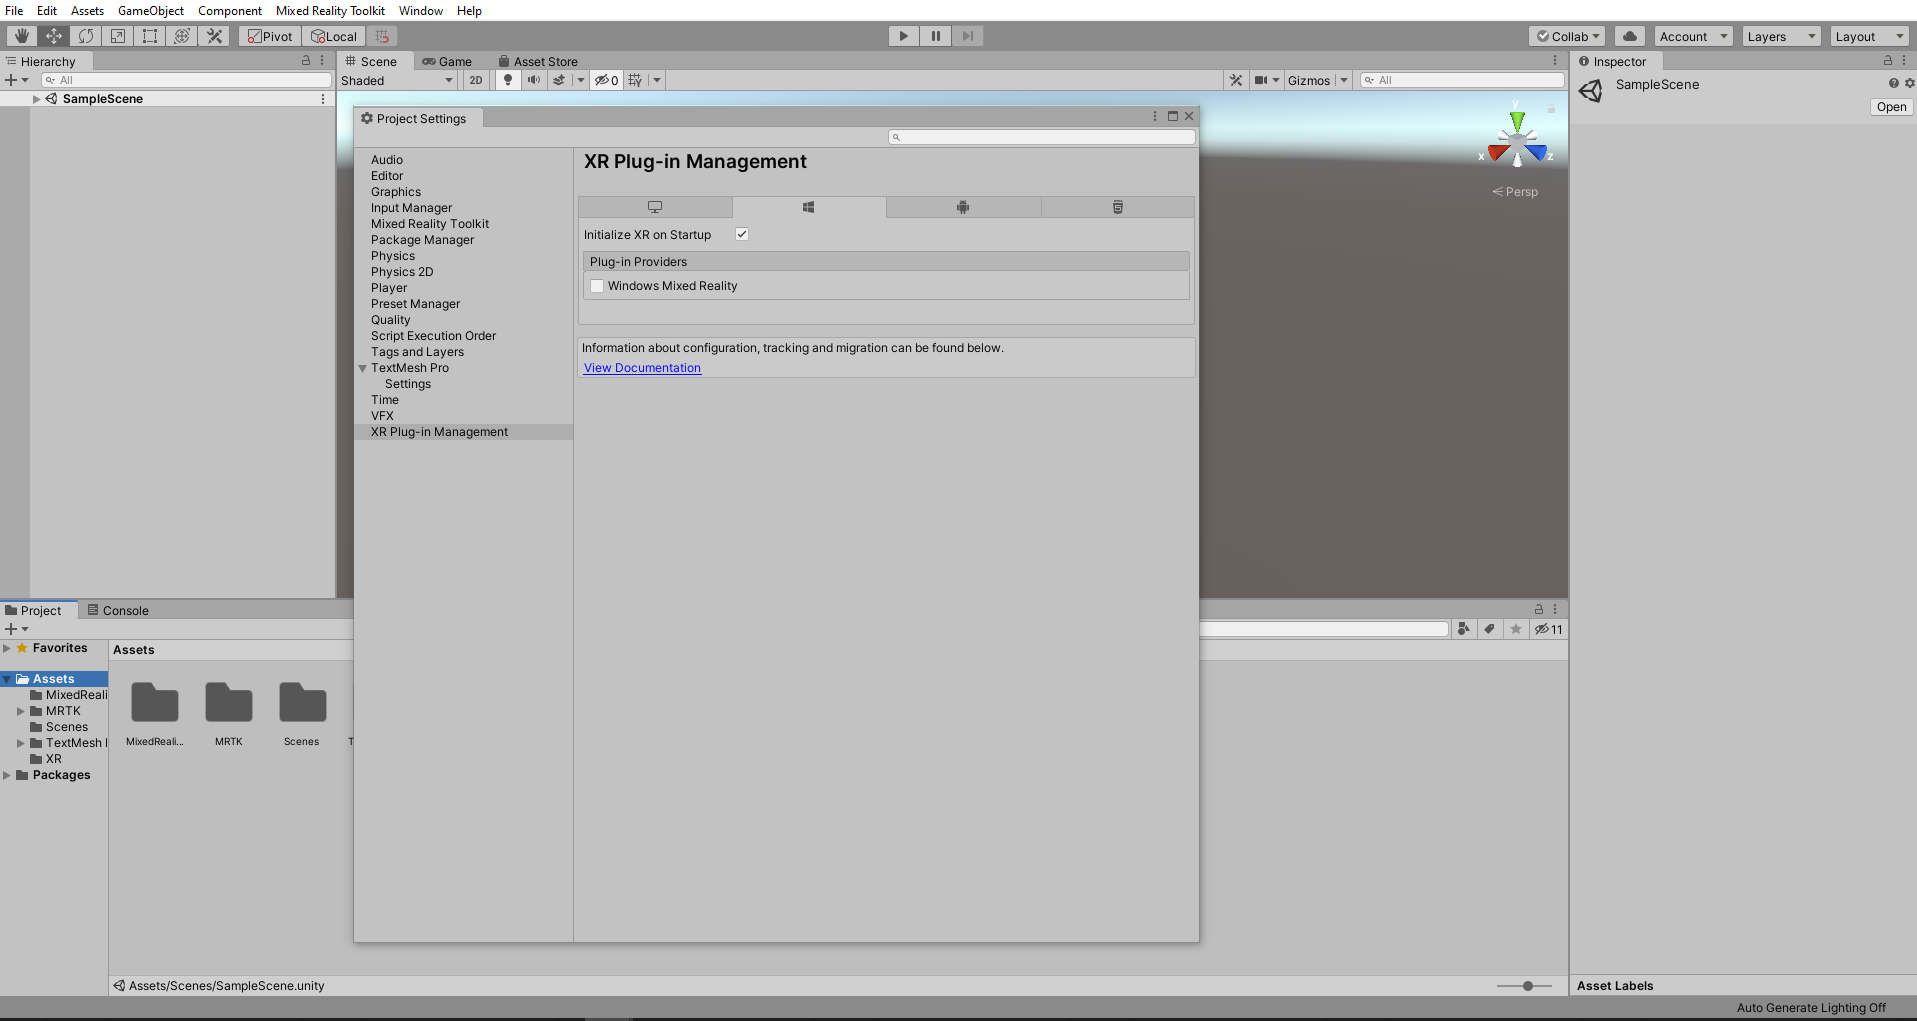 File Edit Assets GameObject Component Mixed Reality Toolkit Window Help
Pivot Local Collab Account Layers Layout
Hierarchy
All
SampleScene
Scene Game Asset Store
Shaded 2D 0 Gizmos All
y
x z
Persp
Inspector
SampleScene
Open
Project Settings
Audio
Editor
Graphics
Input Manager
Mixed Reality Toolkit
Package Manager
Physics
Physics 2D
Player
Preset Manager
Quality
Script Execution Order
Tags and Layers
TextMesh Pro
Settings
Time
VFX
XR Plug-in Management
XR Plug-in Management
Initialize XR on Startup
Plug-in Providers
Windows Mixed Reality
Information about configuration, tracking and migration can be found below.
View Documentation
Project Console
11
Favorites
Assets
MixedReali
MRTK
Scenes
TextMesh
XR
Packages
Assets
MixedReali... MRTK Scenes T
Assets/Scenes/SampleScene.unity
Asset Labels
Auto Generate Lighting Off